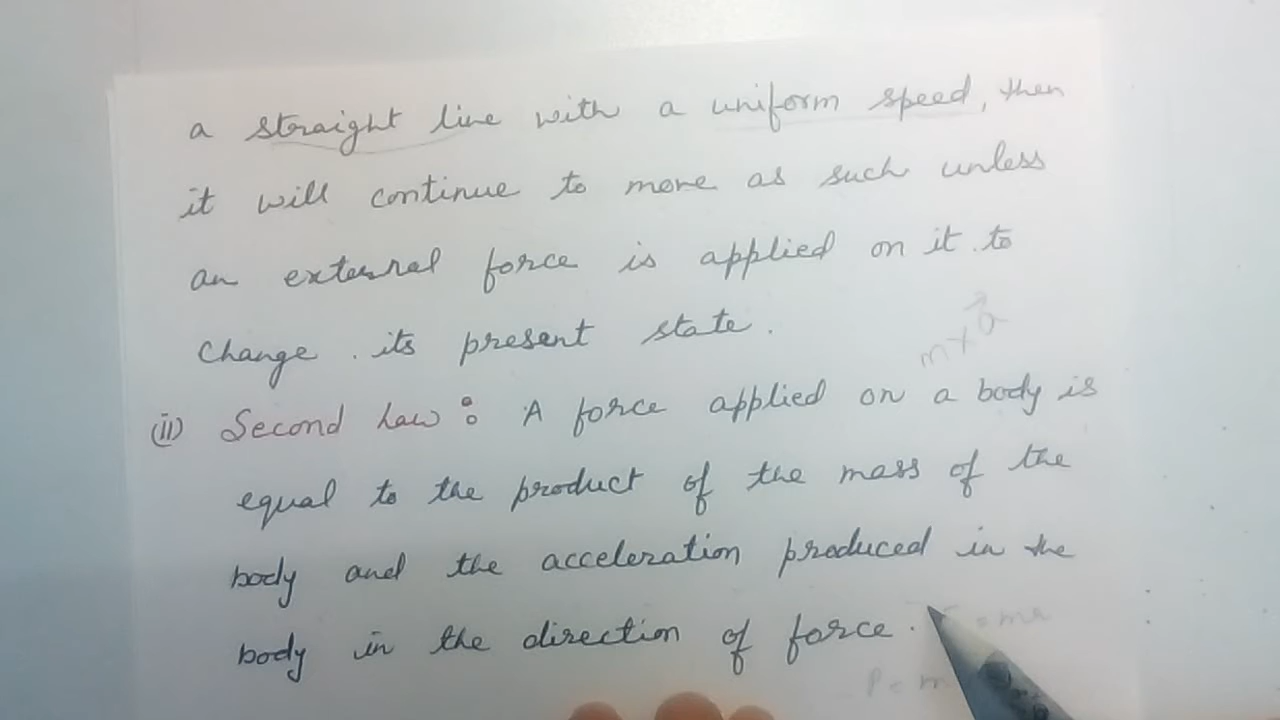 a straight line with a uniform speed, then
it will continue to move as such unless
an external force is applied on it to
change its present state.
m×a⃗
(ii) Second Law : A force applied on a body is
equal to the product of the mass of the
body and the acceleration produced in the
body in the direction of force.
=ma
P=m